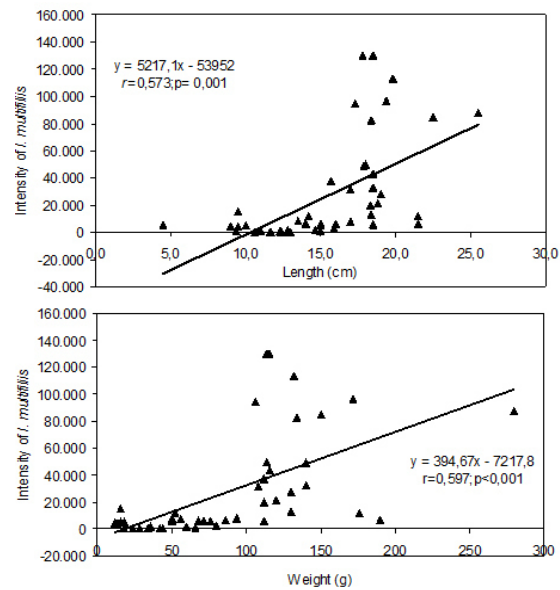 160.000
140.000
120.000
100.000
80.000
60.000
40.000
20.000
0
-20.000
-40.000
Intensity of I. multifiliis
y = 5217,1x - 53952
r=0,573;p= 0,001
0,0 5,0 10,0 15,0 20,0 25,0 30,0
Length (cm)
160.000
140.000
120.000
100.000
80.000
60.000
40.000
20.000
0
-20.000
Intensity of I. multifiliis
y = 394,67x - 7217,8
r=0,597;p<0,001
0 50 100 150 200 250 300
Weight (g)